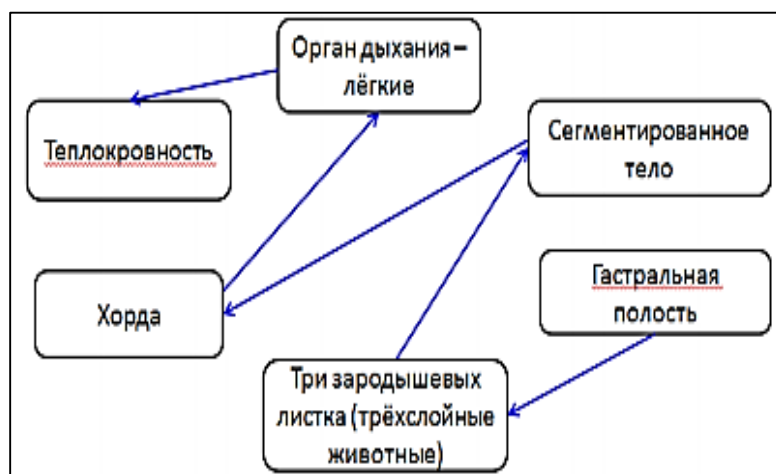 Орган дыхания –
лёгкие
Теплокровность
Сегментированное
тело
Хорда
Гастральная
полость
Три зародышевых
листка (трёхслойные
животные)